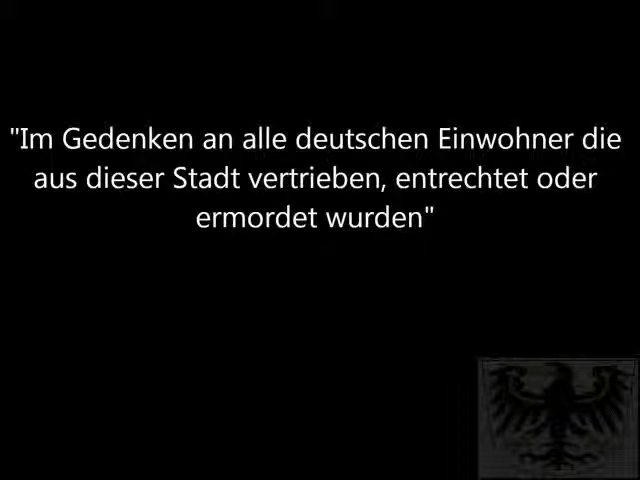 "Im Gedenken an alle deutschen Einwohner die
aus dieser Stadt vertrieben, entrechtet oder
ermordet wurden"